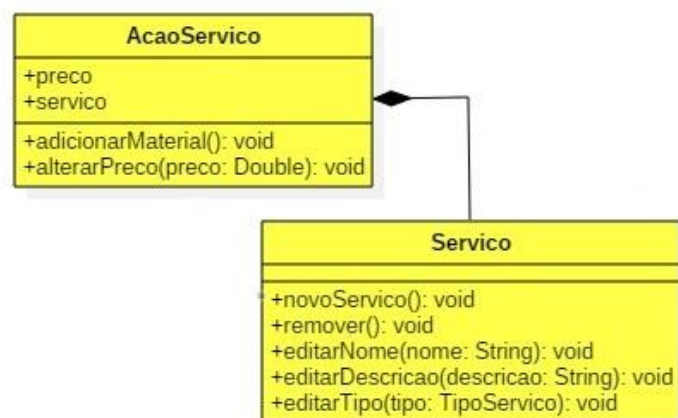 AcaoServico
+preco
+servico
+adicionarMaterial(): void
+alterarPreco(preco: Double): void
Servico
+novoServico(): void
+remover(): void
+editarNome(nome: String): void
+editarDescricao(descricao: String): void
+editarTipo(tipo: TipoServico): void